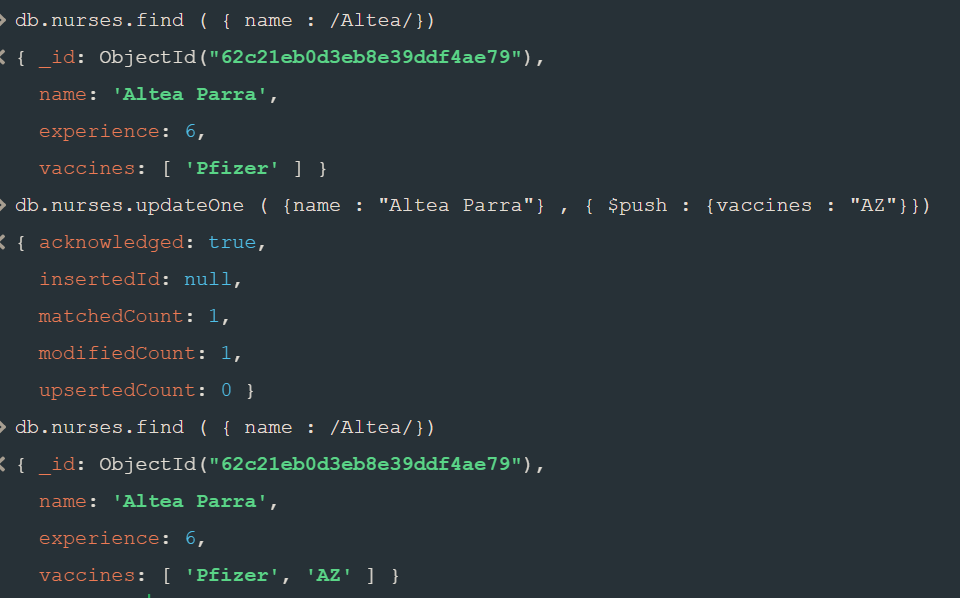 db.nurses.find ( { name : /Altea/})
{ _id: ObjectId("62c21eb0d3eb8e39ddf4ae79"),
name: 'Altea Parra',
experience: 6,
vaccines: [ 'Pfizer' ] }
db.nurses.updateOne ( {name : "Altea Parra"} , { $push : {vaccines : "AZ"}})
{ acknowledged: true,
insertedId: null,
matchedCount: 1,
modifiedCount: 1,
upsertedCount: 0 }
db.nurses.find ( { name : /Altea/})
{ _id: ObjectId("62c21eb0d3eb8e39ddf4ae79"),
name: 'Altea Parra',
experience: 6,
vaccines: [ 'Pfizer', 'AZ' ] }